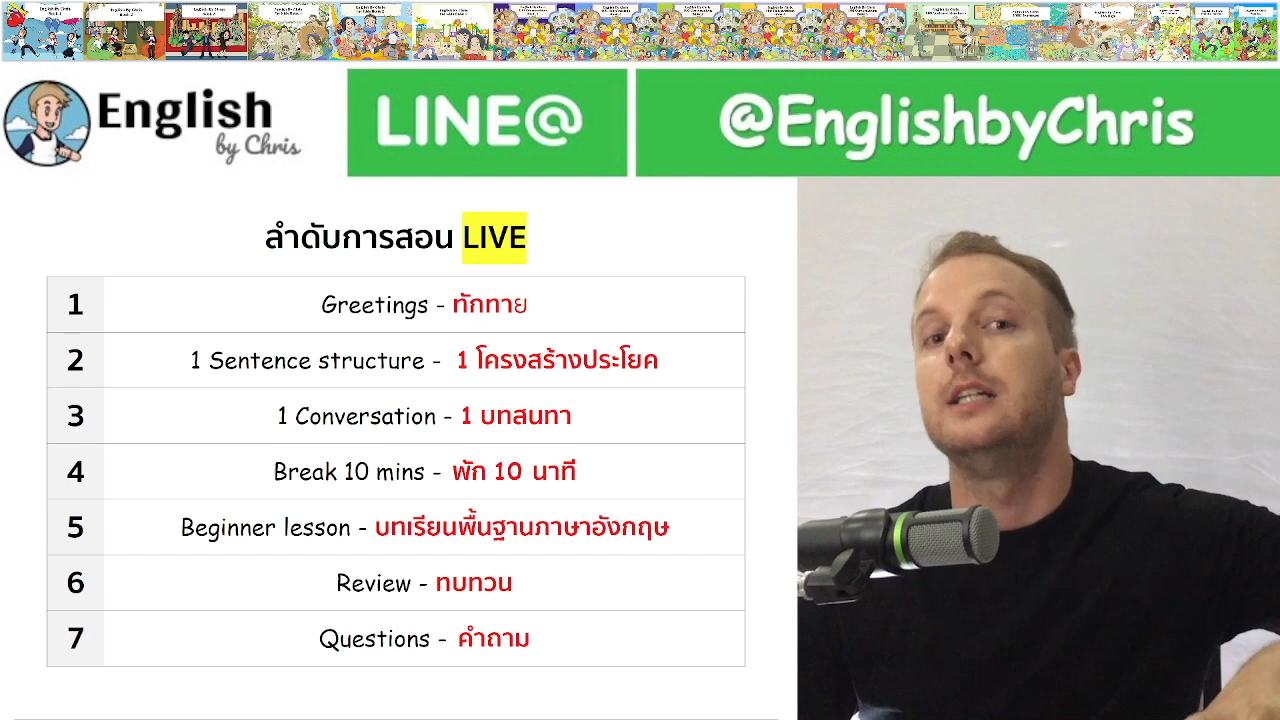 English
by Chris
LINE@
@EnglishbyChris
ลำดับการสอน LIVE
1 Greetings - ทักทาย
2 1 Sentence structure - 1 โครงสร้างประโยค
3 1 Conversation - 1 บทสนทา
4 Break 10 mins - พัก 10 นาที
5 Beginner lesson - บทเรียนพื้นฐานภาษาอังกฤษ
6 Review - ทบทวน
7 Questions - คำถาม